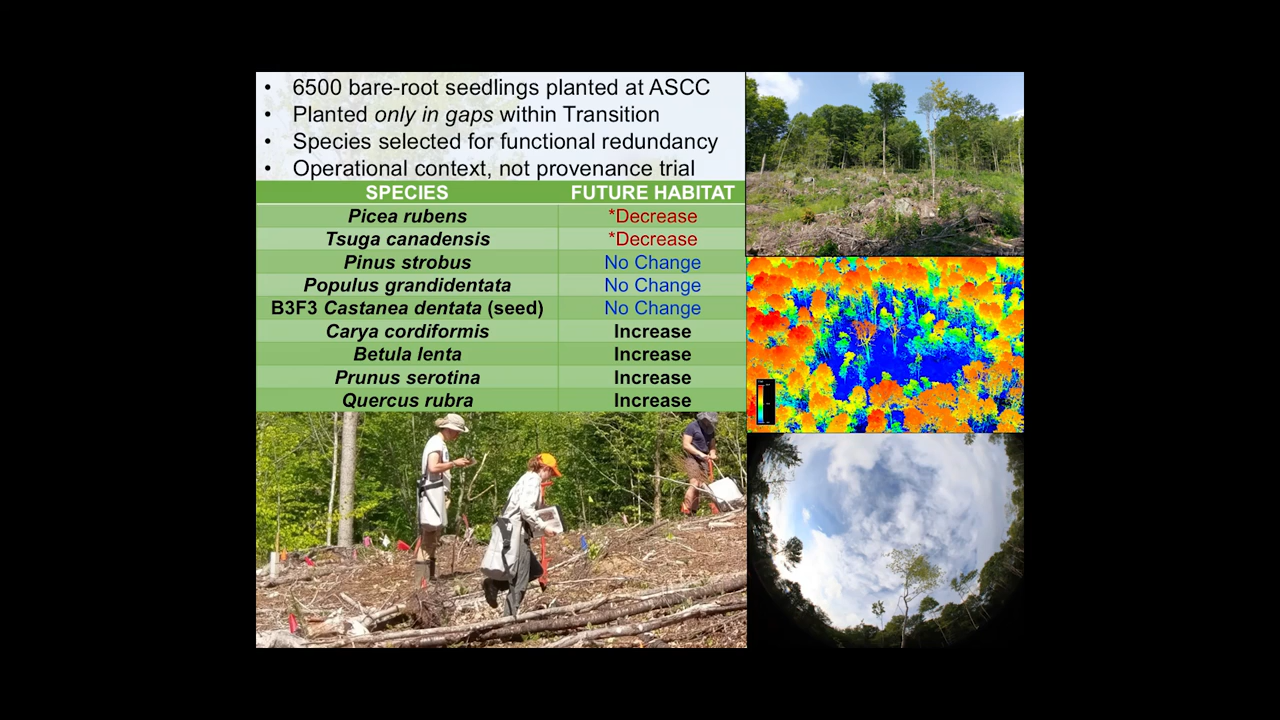 • 6500 bare-root seedlings planted at ASCC
• Planted only in gaps within Transition
• Species selected for functional redundancy
• Operational context, not provenance trial
SPECIES FUTURE HABITAT
Picea rubens *Decrease
Tsuga canadensis *Decrease
Pinus strobus No Change
Populus grandidentata No Change
B3F3 Castanea dentata (seed) No Change
Carya cordiformis Increase
Betula lenta Increase
Prunus serotina Increase
Quercus rubra Increase